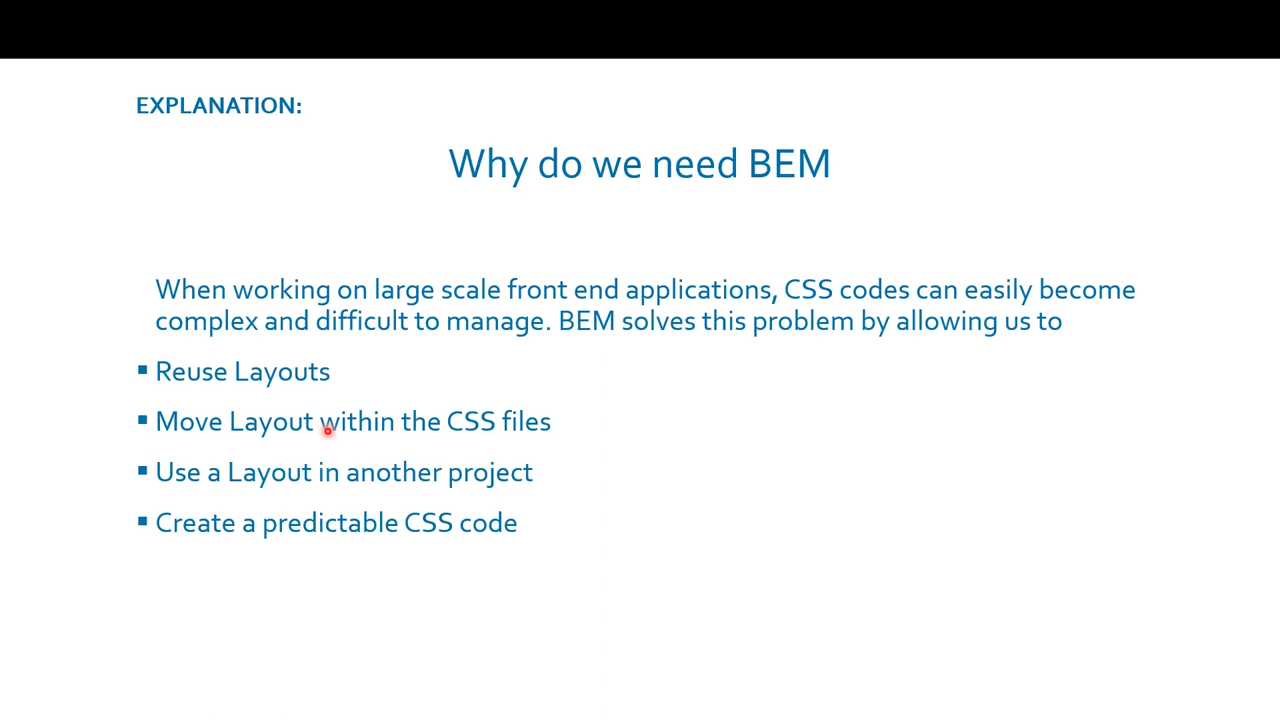 EXPLANATION:
Why do we need BEM
When working on large scale front end applications, CSS codes can easily become
complex and difficult to manage. BEM solves this problem by allowing us to
▪ Reuse Layouts
▪ Move Layout within the CSS files
▪ Use a Layout in another project
▪ Create a predictable CSS code